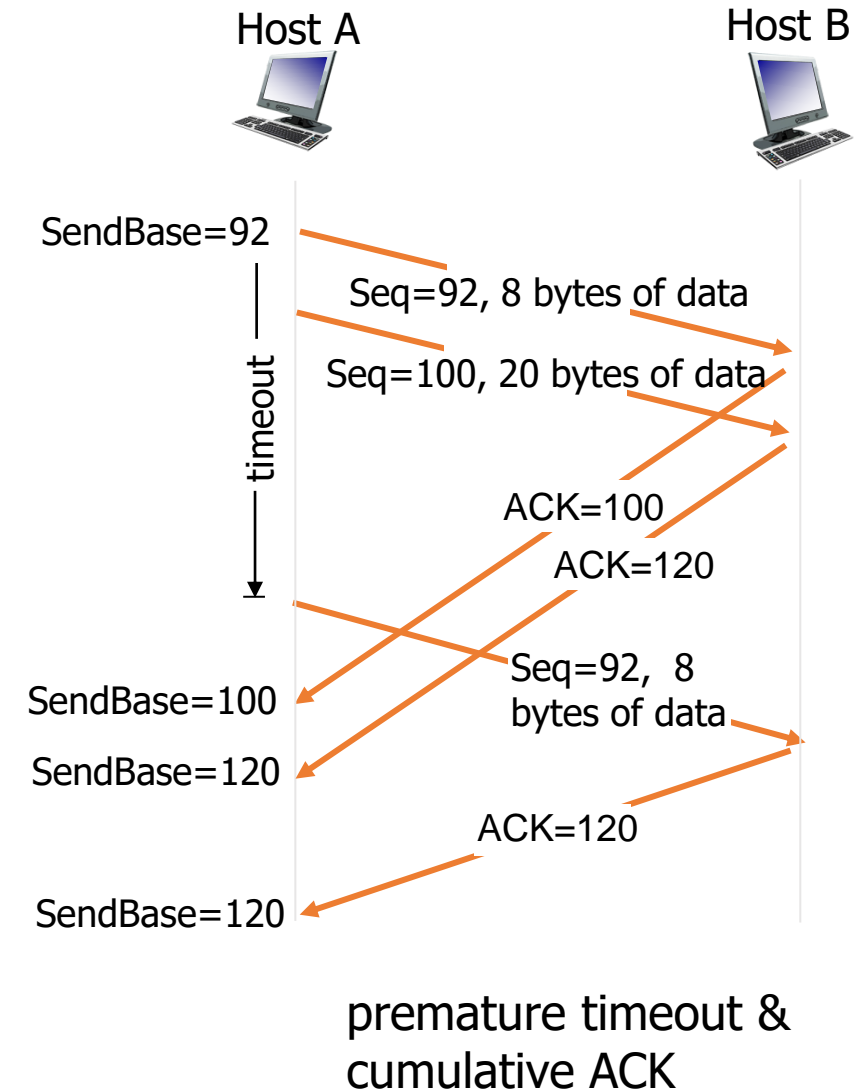 Host A
Host B
SendBase=92
Seq=92, 8 bytes of data
Seq=100, 20 bytes of data
timeout
ACK=100
ACK=120
Seq=92,  8
bytes of data
SendBase=100
SendBase=120
ACK=120
SendBase=120
premature timeout &
cumulative ACK